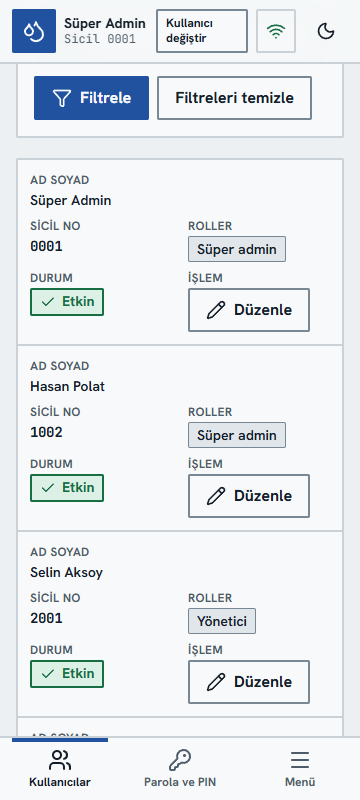 Süper Admin
Sicil 0001
Kullanıcı
değiştir
Filtrele
Filtreleri temizle
AD SOYAD
Süper Admin
SİCİL NO
ROLLER
0001
Süper admin
DURUM
İŞLEM
Etkin
Düzenle
AD SOYAD
Hasan Polat
SİCİL NO
ROLLER
1002
Süper admin
DURUM
İŞLEM
Etkin
Düzenle
AD SOYAD
Selin Aksoy
SİCİL NO
ROLLER
2001
Yönetici
DURUM
İŞLEM
Etkin
Düzenle
AD SOYAD
Kullanıcılar
Parola ve PIN
Menü